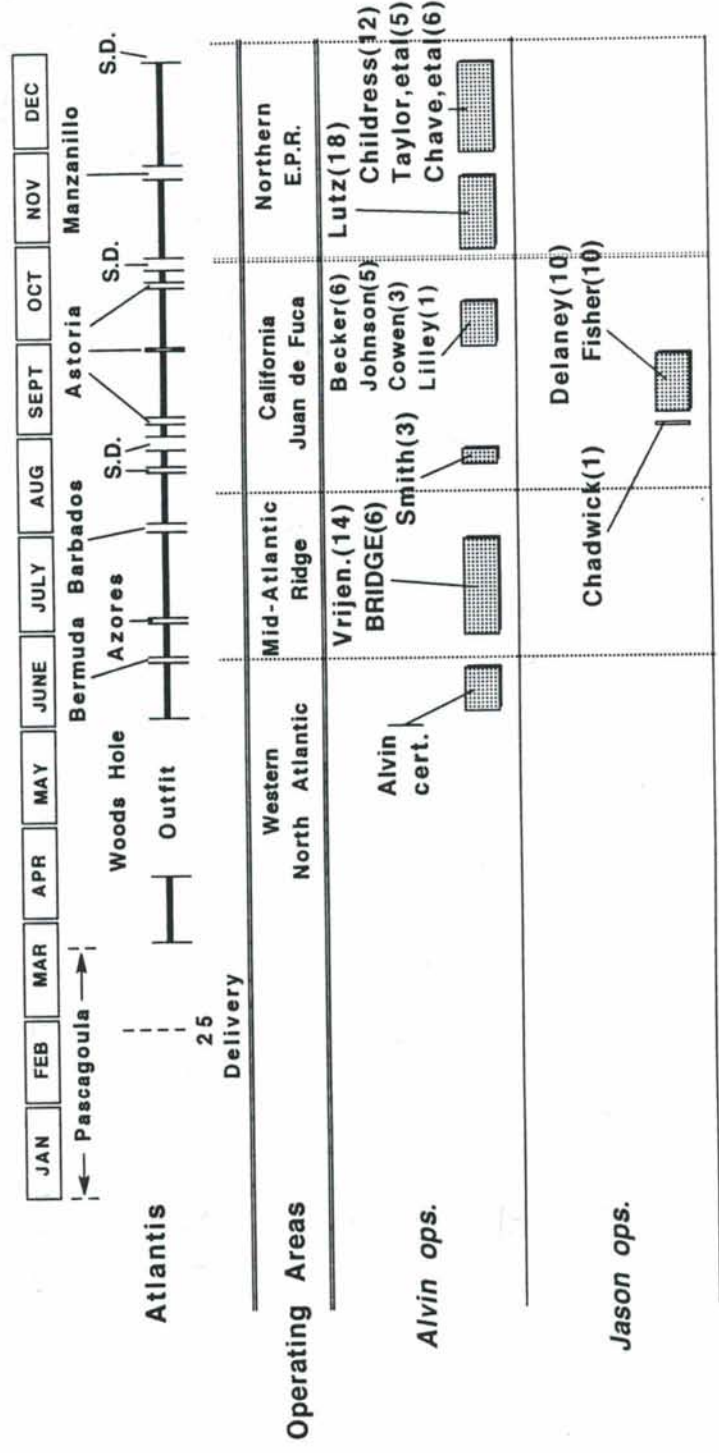 JAN FEB MAR APR MAY JUNE JULY AUG SEPT OCT NOV DEC
Pascagoula
Woods Hole
Bermuda
Azores
Barbados
S.D.
Astoria
S.D.
Manzanillo
S.D.
Atlantis
Outfit
25
Delivery
Operating Areas
Western
North Atlantic
Mid-Atlantic
Ridge
California
Juan de Fuca
Northern
E.P.R.
Alvin ops.
Alvin
cert.
Vrijen.(14)
BRIDGE(6)
Smith(3)
Becker(6)
Johnson(5)
Cowen(3)
Lilley(1)
Lutz(18)
Childress(12)
Taylor,etal(5)
Chave,etal(6)
Jason ops.
Chadwick(1)
Delaney(10)
Fisher(10)